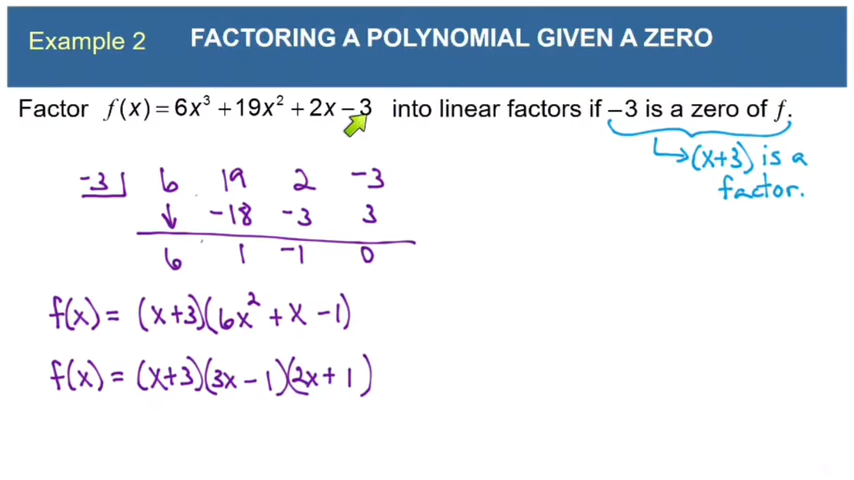 Example 2 FACTORING A POLYNOMIAL GIVEN A ZERO
Factor f(x) = 6x³ + 19x² + 2x − 3 into linear factors if −3 is a zero of f.
↳(x+3) is a
factor.
-3| 6 19 2 -3
↓ -18 -3 3
6 1 -1 0
f(x) = (x+3)(6x² + x - 1)
f(x) = (x+3)(3x - 1)(2x + 1)